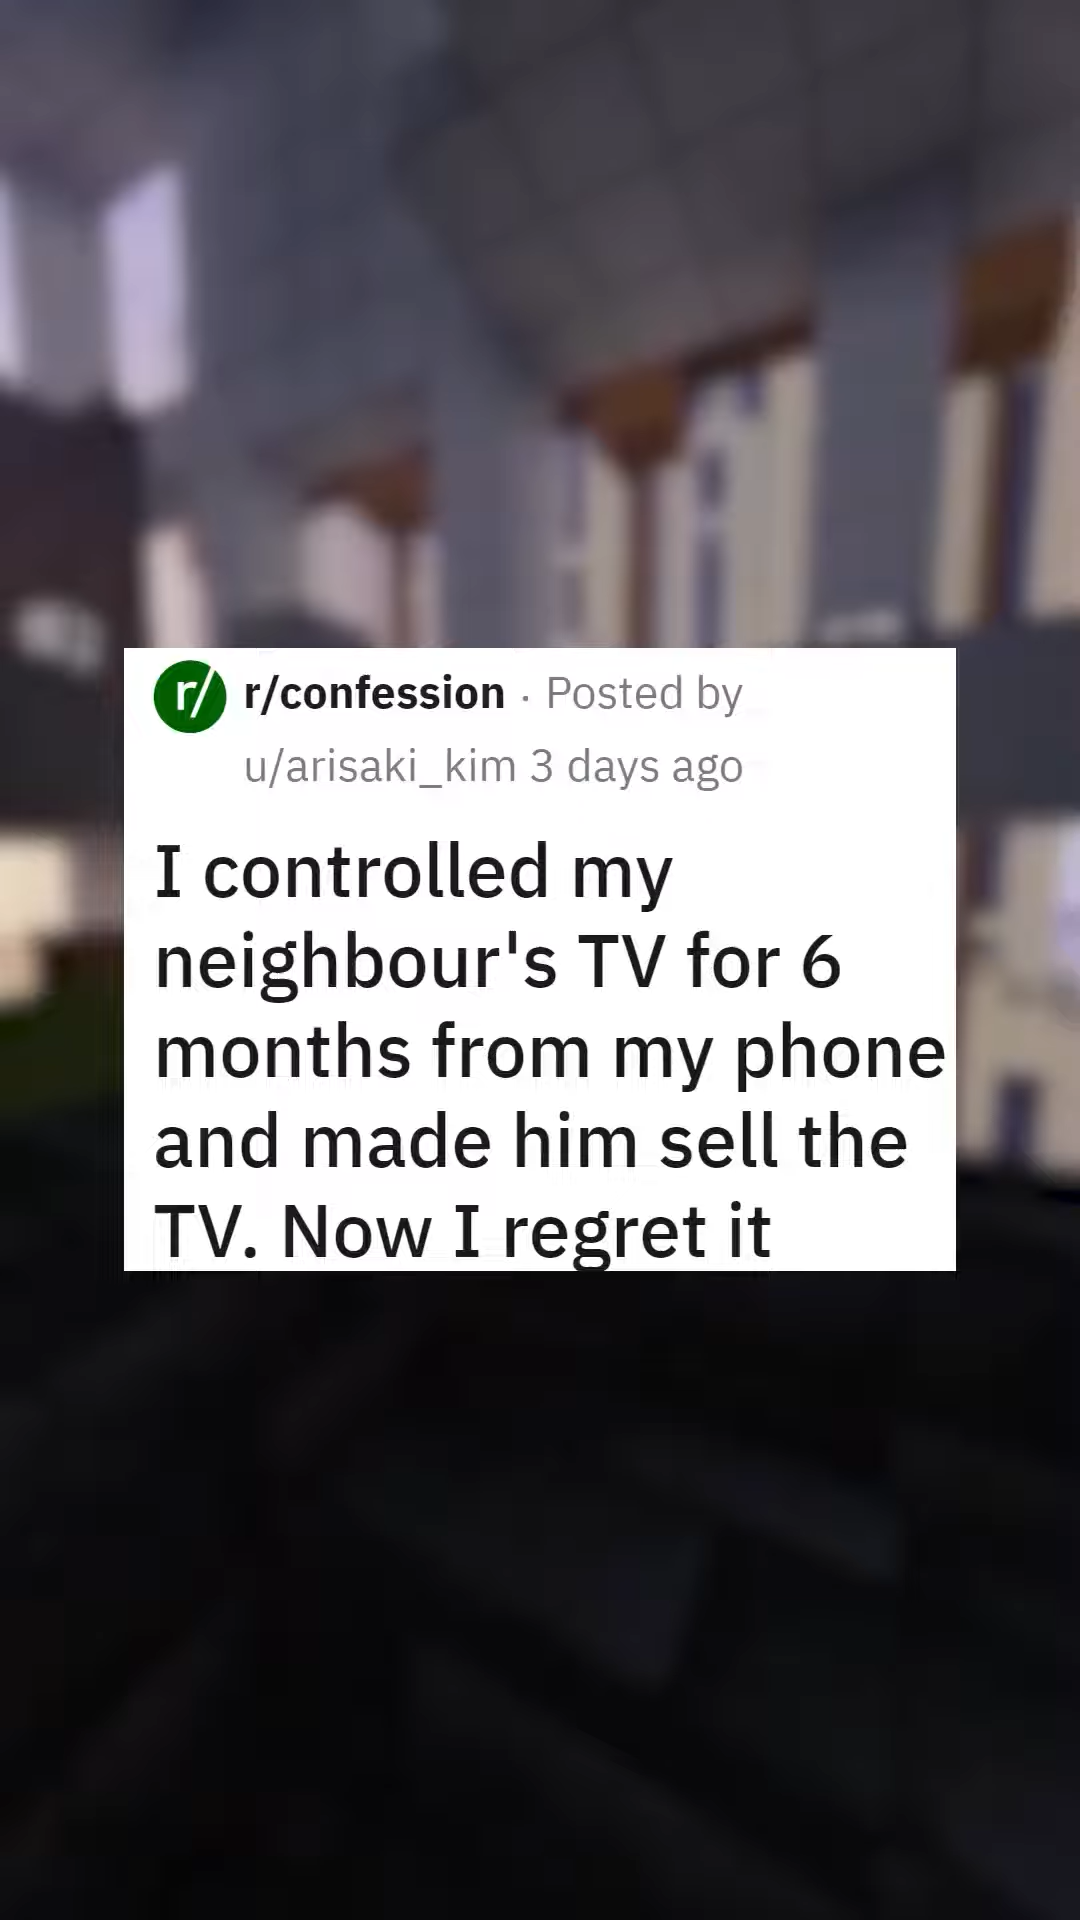 r/ r/confession · Posted by
u/arisaki_kim 3 days ago
I controlled my
neighbour's TV for 6
months from my phone
and made him sell the
TV. Now I regret it